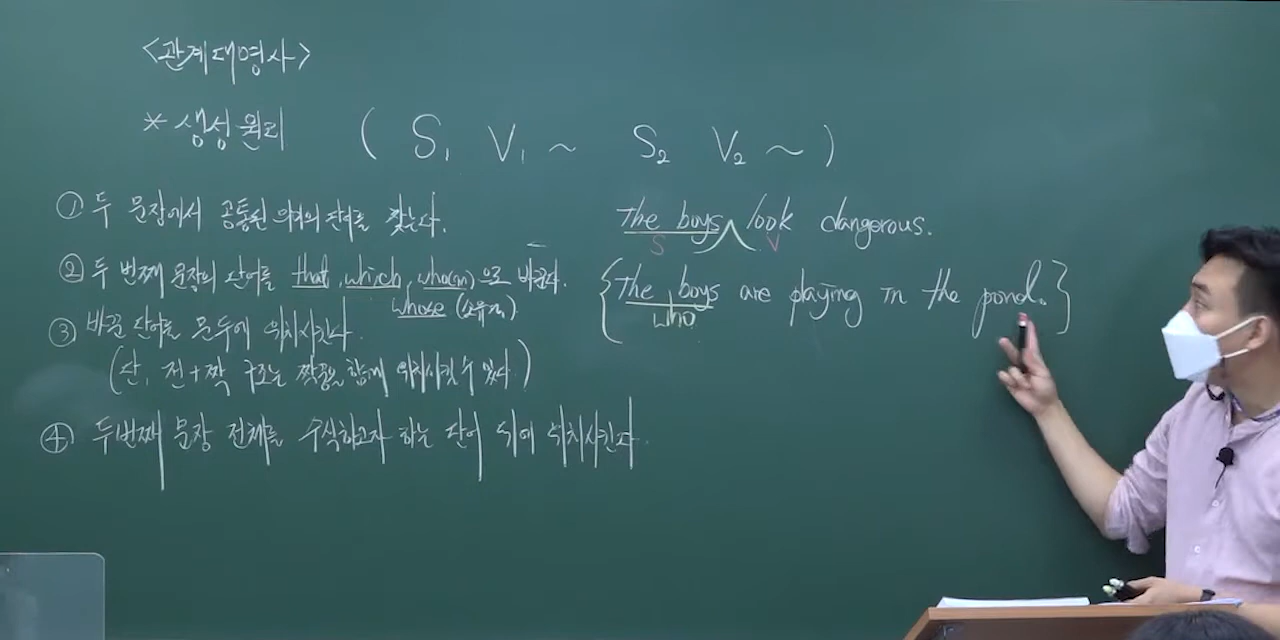 <관계대명사>
* 생성원리 ( S₁ V₁ ~ S₂ V₂ ~ )
① 두 문장에서 공통된 의미의 단어를 찾는다.
② 두 번째 문장의 단어를 that, which, who(m) 으로 바꾼다.
whose (소유격)
③ 바꾼 단어를 문두에 위치시킨다.
(단, 전+짝 구조는 짝꿍을 함께 위치시킬 수 있다.)
④ 두번째 문장 전체를 수식하고자 하는 단어 뒤에 위치시킨다.
The boys look dangerous.
S V
{The boys are playing in the pond.}
who